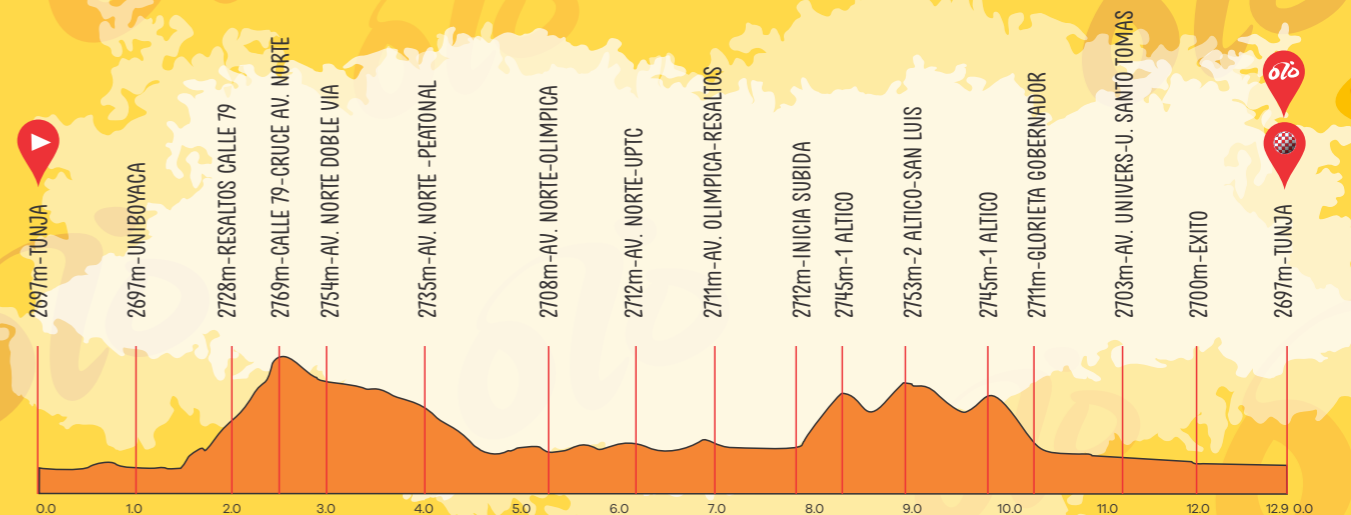 2697m-TUNJA
2697m-UNIBOYACA
2728m-RESALTOS CALLE 79
2769m-CALLE 79-CRUCE AV. NORTE
2754m-AV. NORTE DOBLE VIA
2735m-AV. NORTE -PEATONAL
2708m-AV. NORTE-OLIMPICA
2712m-AV. NORTE-UPTC
2711m-AV. OLIMPICA-RESALTOS
2712m-INICIA SUBIDA
2745m-1 ALTICO
2753m-2 ALTICO-SAN LUIS
2745m-1 ALTICO
2711m-GLORIETA GOBERNADOR
2703m-AV. UNIVERS-U. SANTO TOMAS
2700m-EXITO
2697m-TUNJA
0.0 1.0 2.0 3.0 4.0 5.0 6.0 7.0 8.0 9.0 10.0 11.0 12.0 12.9 0.0